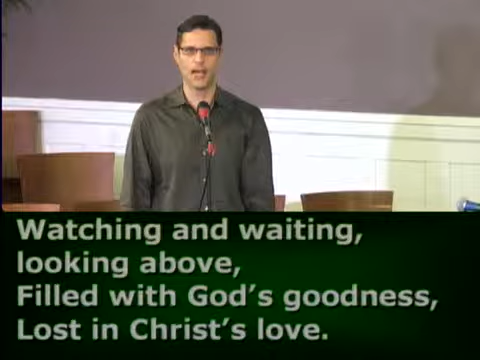 Watching and waiting,
looking above,
Filled with God's goodness,
Lost in Christ's love.